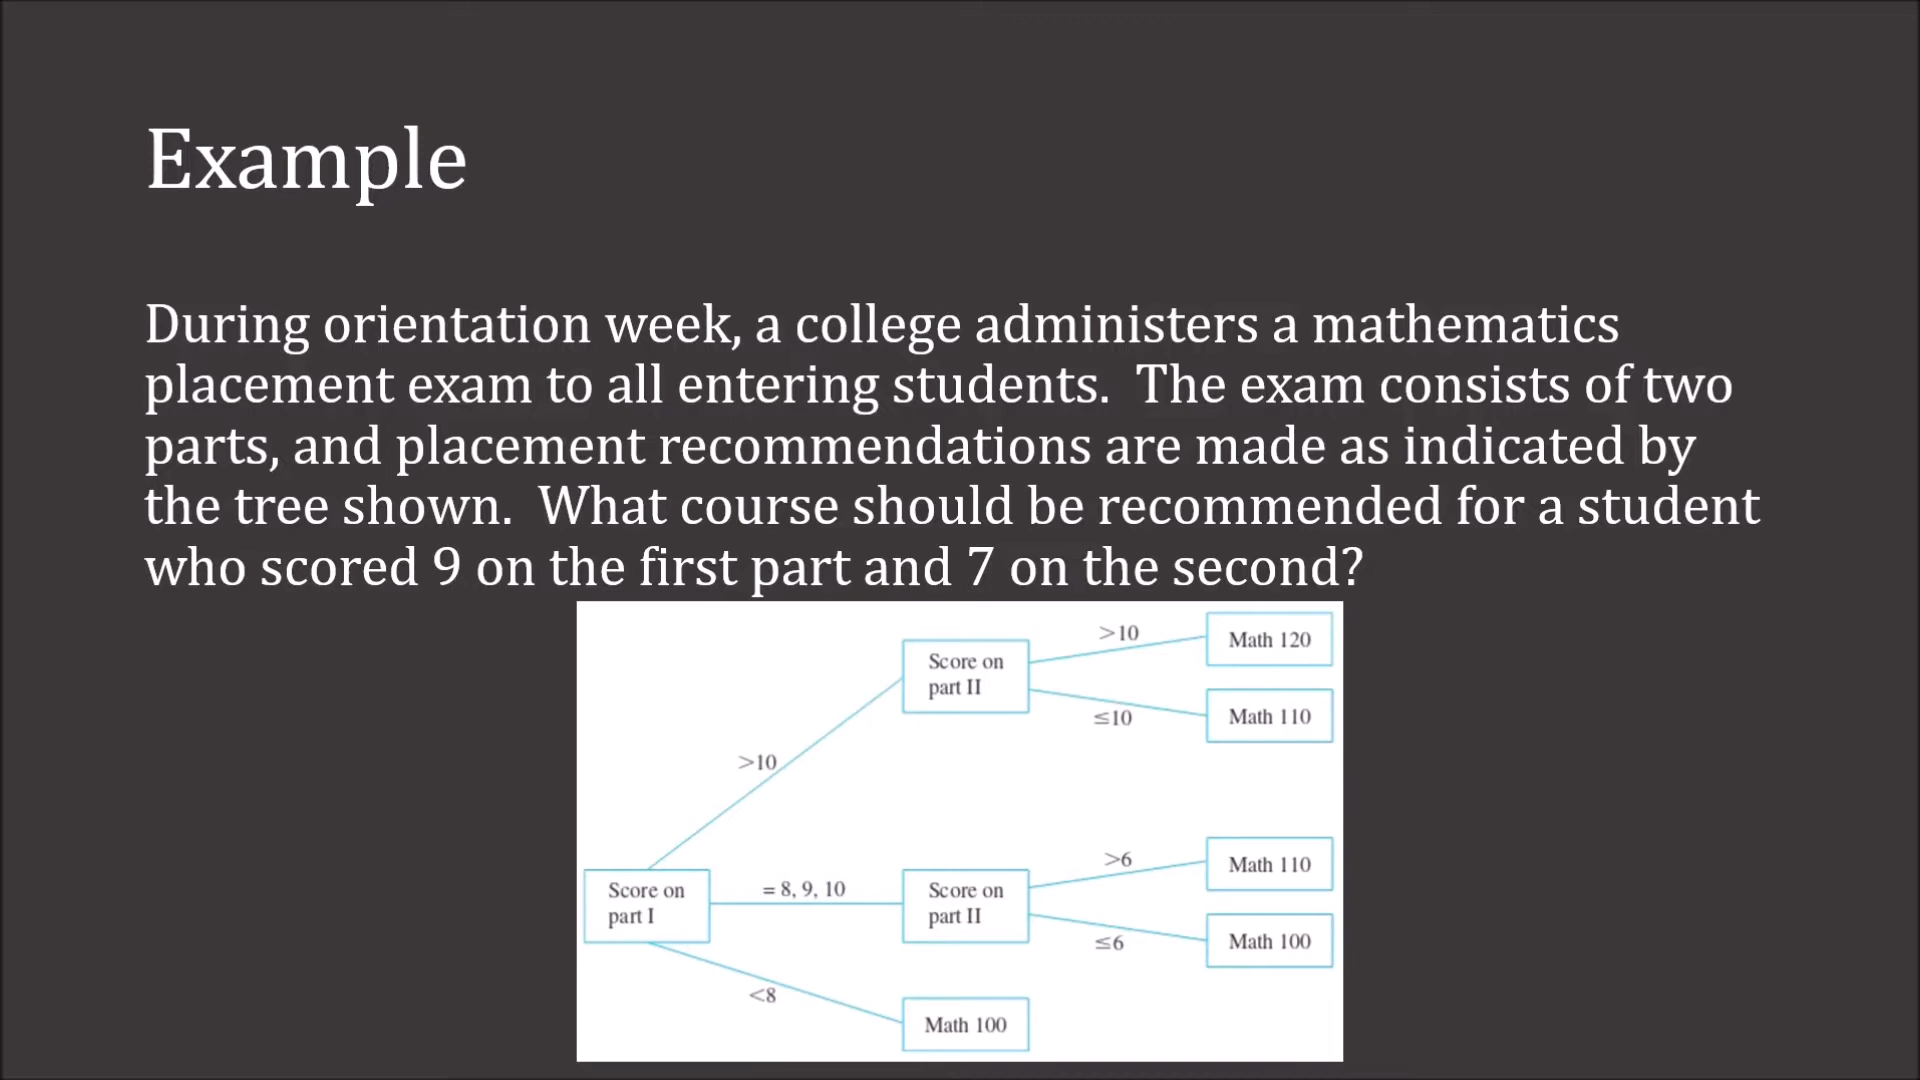 Example
During orientation week, a college administers a mathematics
placement exam to all entering students.  The exam consists of two
parts, and placement recommendations are made as indicated by
the tree shown.  What course should be recommended for a student
who scored 9 on the first part and 7 on the second?
>10
Math 120
Score on
part II
≤10
Math 110
>10
>6
Math 110
Score on
part I
= 8, 9, 10
Score on
part II
≤6
Math 100
<8
Math 100